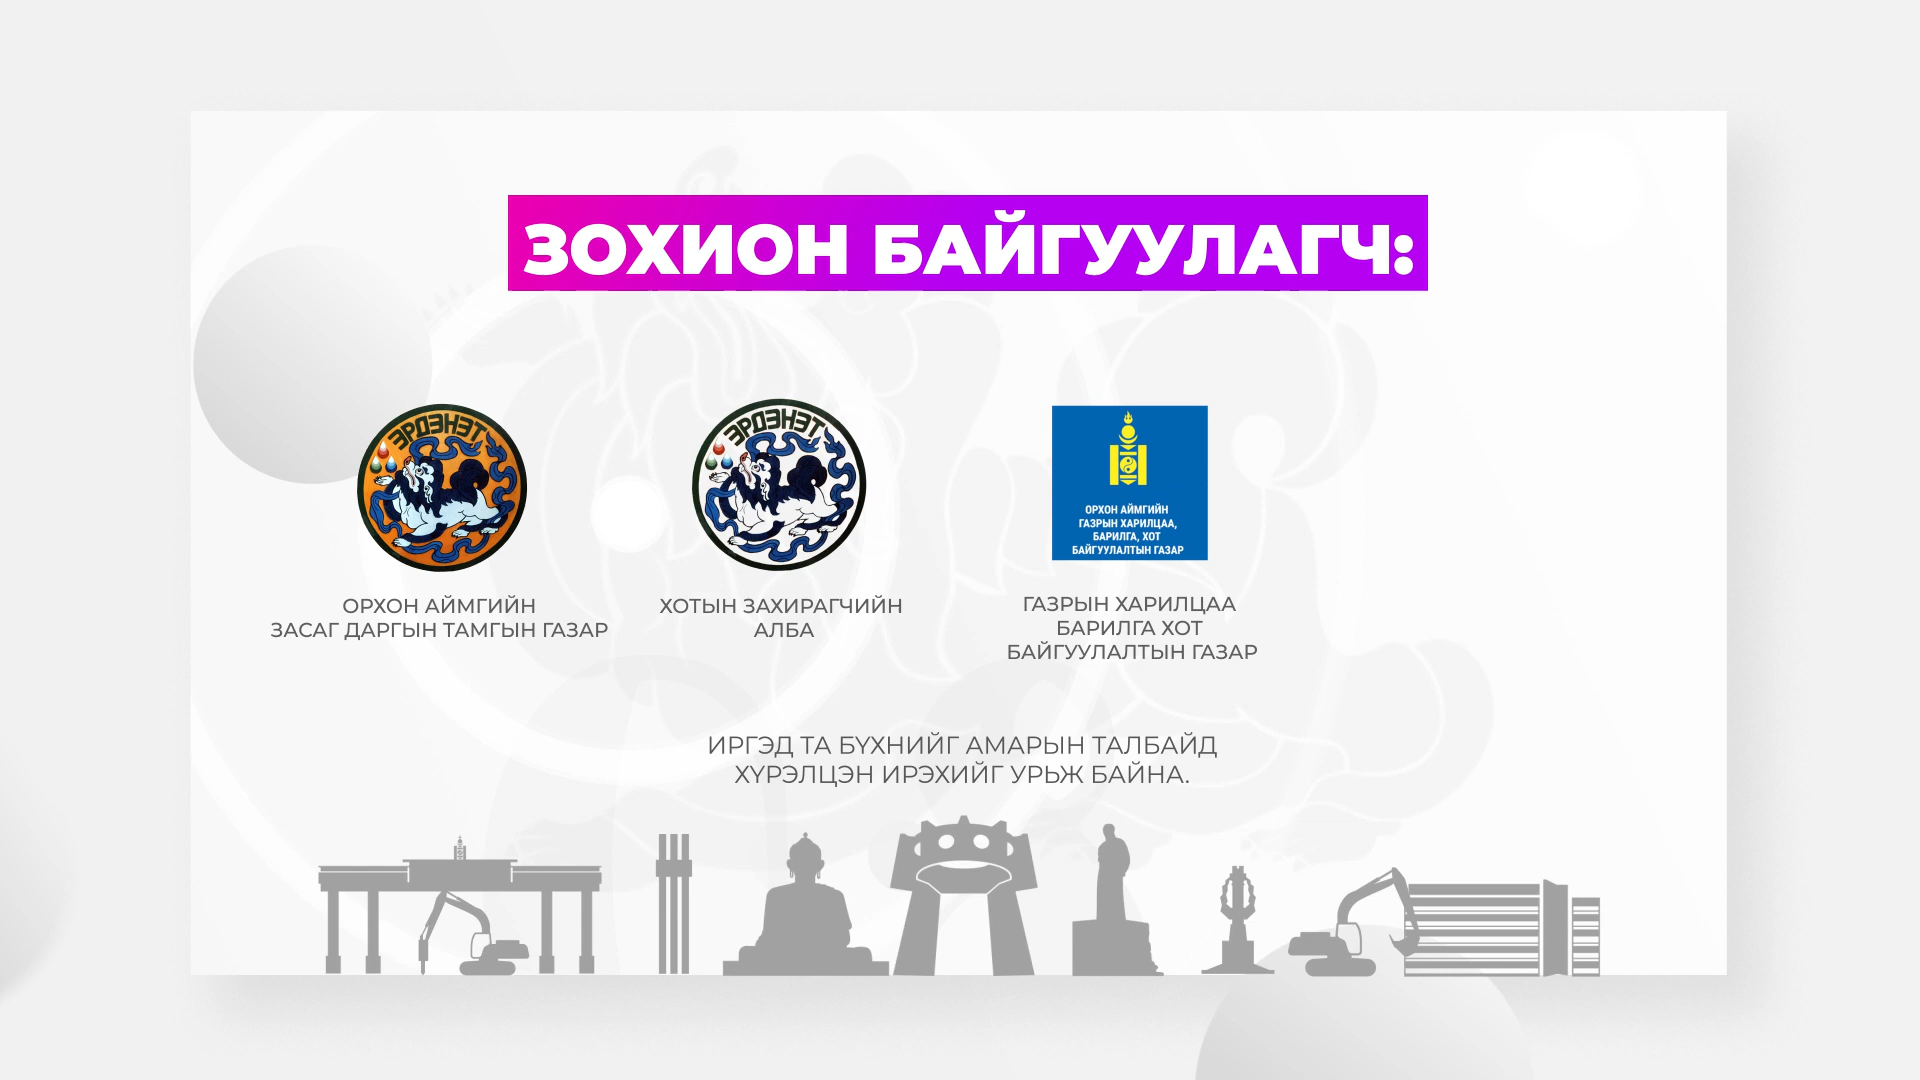 ЗОХИОН БАЙГУУЛАГЧ:
ЭРДЭНЭТ
ЭРДЭНЭТ
ОРХОН АЙМГИЙН
ГАЗРЫН ХАРИЛЦАА,
БАРИЛГА, ХОТ
БАЙГУУЛАЛТЫН ГАЗАР
ОРХОН АЙМГИЙН
ЗАСАГ ДАРГЫН ТАМГЫН ГАЗАР
ХОТЫН ЗАХИРАГЧИЙН
АЛБА
ГАЗРЫН ХАРИЛЦАА
БАРИЛГА ХОТ
БАЙГУУЛАЛТЫН ГАЗАР
ИРГЭД ТА БҮХНИЙГ АМАРЫН ТАЛБАЙД
ХҮРЭЛЦЭН ИРЭХИЙГ УРЬЖ БАЙНА.